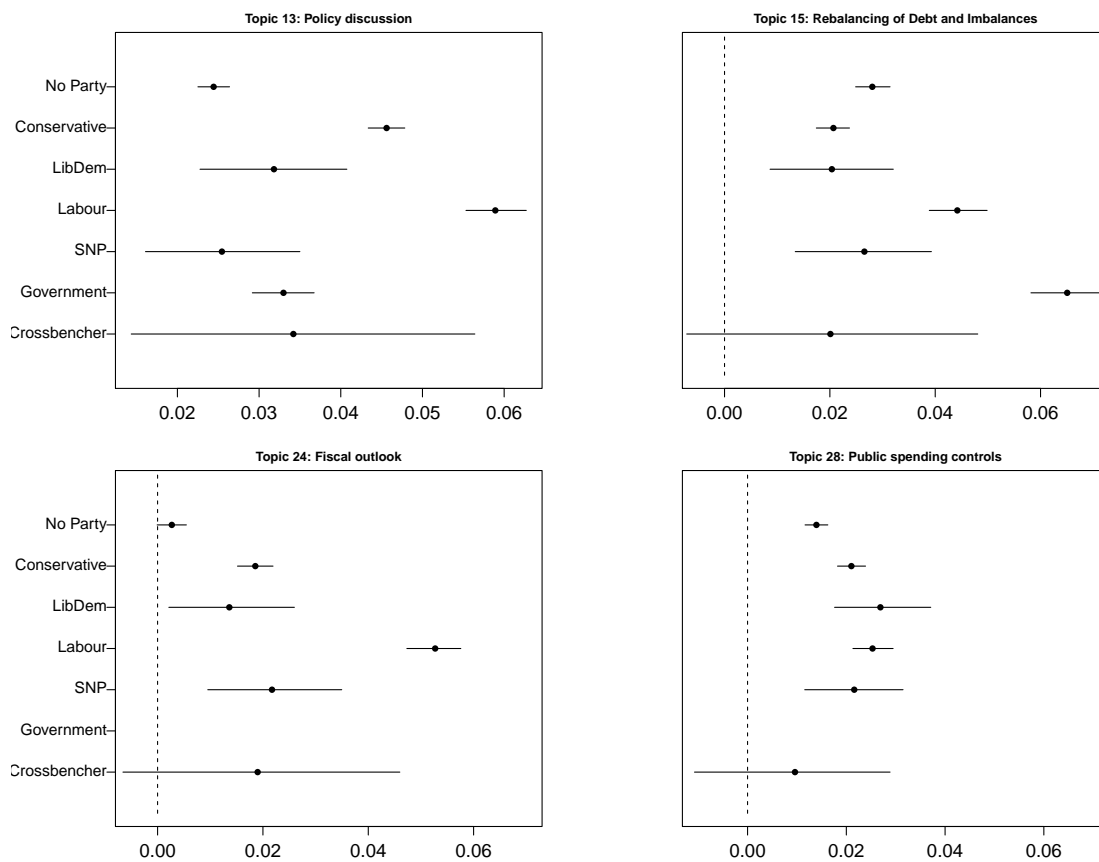 Topic 13: Policy discussion
No Party
Conservative
LibDem
Labour
SNP
Government
Crossbencher
0.02 0.03 0.04 0.05 0.06
Topic 15: Rebalancing of Debt and Imbalances
0.00 0.02 0.04 0.06
Topic 24: Fiscal outlook
No Party
Conservative
LibDem
Labour
SNP
Government
Crossbencher
0.00 0.02 0.04 0.06
Topic 28: Public spending controls
0.00 0.02 0.04 0.06